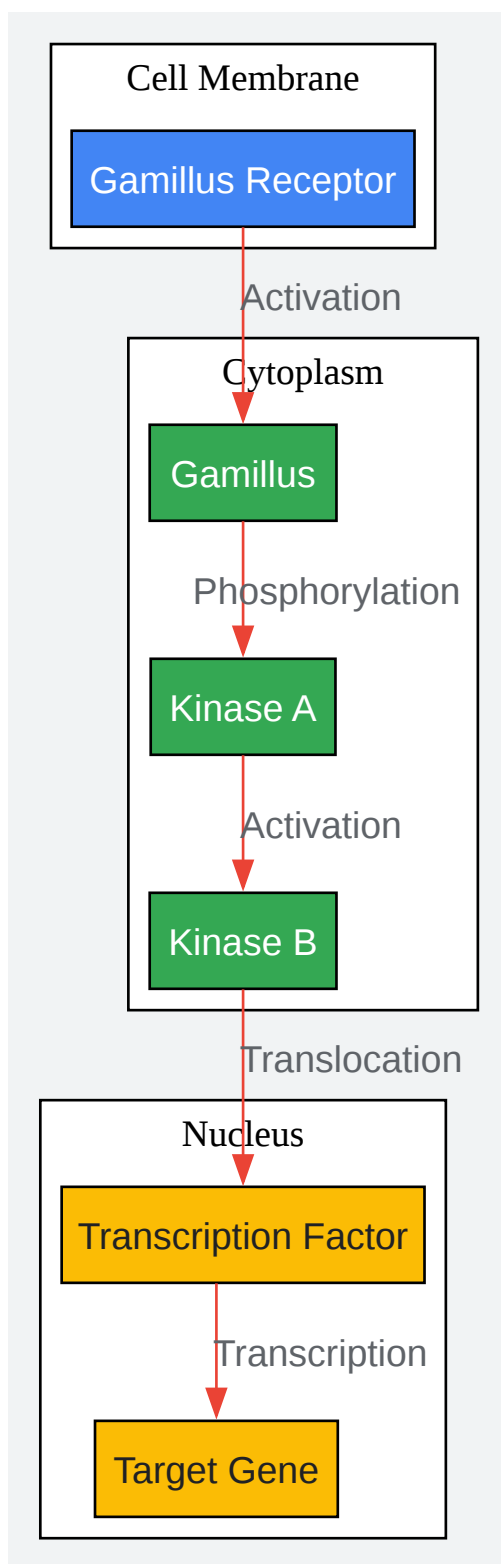 Cell Membrane
Gamillus Receptor
Activation
Cytoplasm
Gamillus
Phosphorylation
Kinase A
Activation
Kinase B
Translocation
Nucleus
Transcription Factor
Transcription
Target Gene